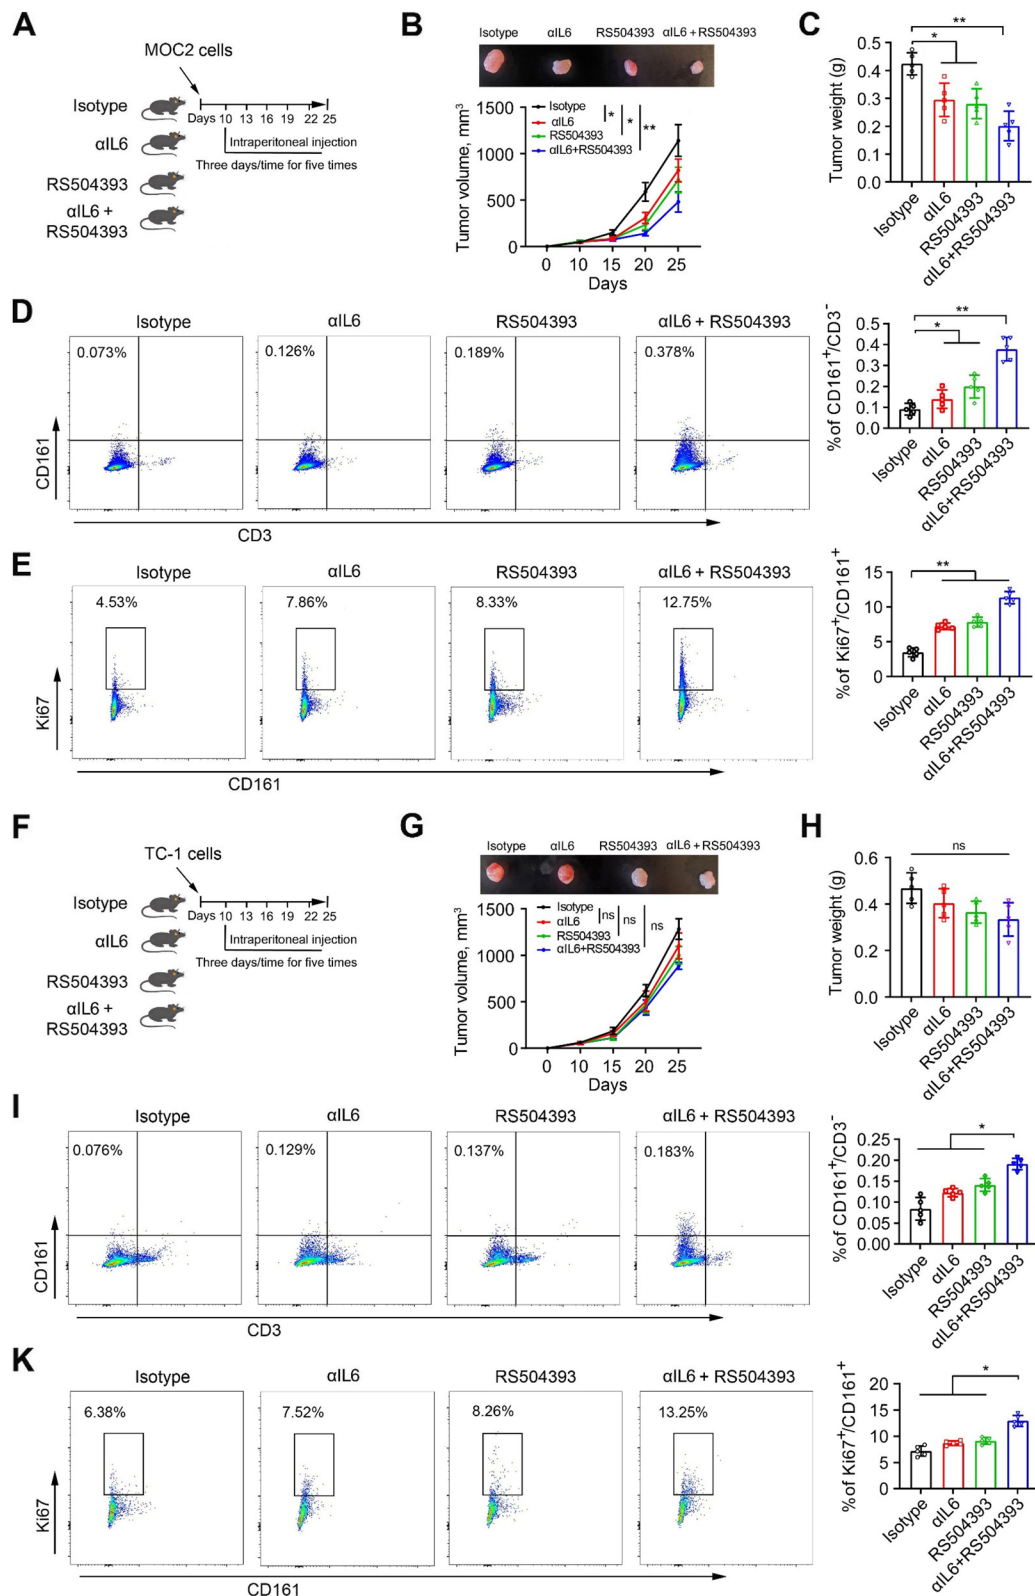 A
MOC2 cells
Isotype
αIL6
RS504393
αIL6 +
RS504393
Days 10 13 16 19 22 25
Intraperitoneal injection
Three days/time for five times
B
Isotype αIL6 RS504393 αIL6 + RS504393
Tumor volume, mm³
1500
1000
500
0
Isotype
αIL6
RS504393
αIL6+RS504393
* * **
0 10 15 20 25
Days
C
**
*
Tumor weight (g)
0.5
0.4
0.3
0.2
0.1
0.0
Isotype
αIL6
RS504393
αIL6+RS504393
D
Isotype αIL6 RS504393 αIL6 + RS504393
0.073% 0.126% 0.189% 0.378%
CD161
CD3
**
*
% of CD161⁺/CD3⁻
0.5
0.4
0.3
0.2
0.1
0.0
Isotype
αIL6
RS504393
αIL6+RS504393
E
Isotype αIL6 RS504393 αIL6 + RS504393
4.53% 7.86% 8.33% 12.75%
Ki67
CD161
**
% of Ki67⁺/CD161⁺
15
10
5
0
Isotype
αIL6
RS504393
αIL6+RS504393
F
TC-1 cells
Isotype
αIL6
RS504393
αIL6 +
RS504393
Days 10 13 16 19 22 25
Intraperitoneal injection
Three days/time for five times
G
Isotype αIL6 RS504393 αIL6 + RS504393
Tumor volume, mm³
1500
1000
500
0
Isotype
αIL6
RS504393
αIL6+RS504393
ns ns ns
0 10 15 20 25
Days
H
ns
Tumor weight (g)
0.6
0.4
0.2
0.0
Isotype
αIL6
RS504393
αIL6+RS504393
I
Isotype αIL6 RS504393 αIL6 + RS504393
0.076% 0.129% 0.137% 0.183%
CD161
CD3
*
% of CD161⁺/CD3⁻
0.25
0.20
0.15
0.10
0.05
0.00
Isotype
αIL6
RS504393
αIL6+RS504393
K
Isotype αIL6 RS504393 αIL6 + RS504393
6.38% 7.52% 8.26% 13.25%
Ki67
CD161
*
% of Ki67⁺/CD161⁺
20
15
10
5
0
Isotype
αIL6
RS504393
αIL6+RS504393